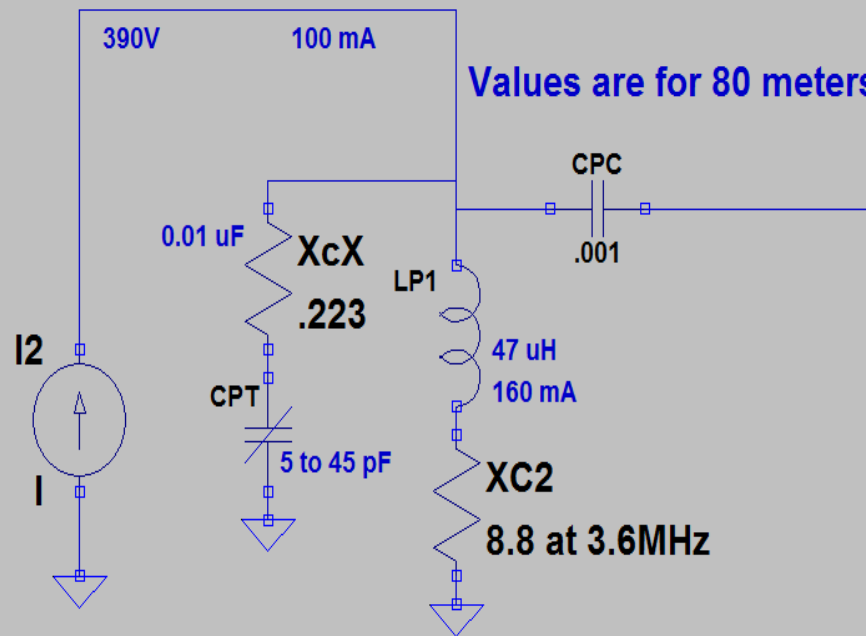 390V
100 mA
Values are for 80 meters
CPC
.001
0.01 uF
XcX
.223
LP1
I2
47 uH
160 mA
CPT
5 to 45 pF
I
XC2
8.8 at 3.6MHz